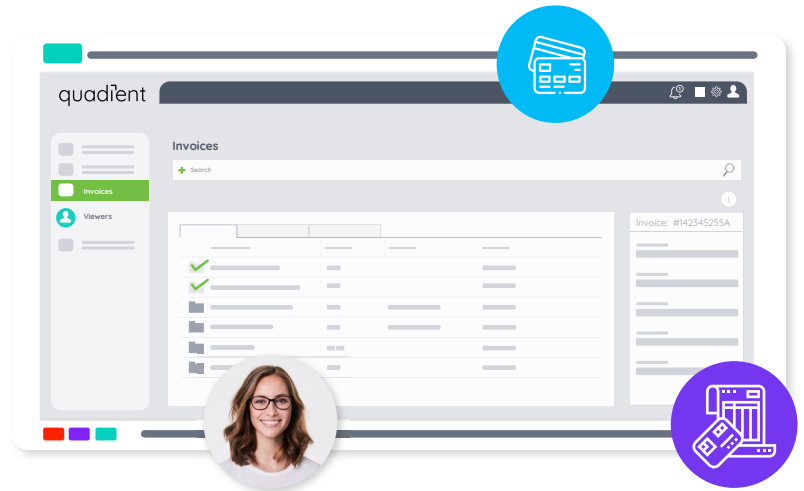 quadient
Invoices
Search
Invoices
Viewers
Invoice: #142345255A